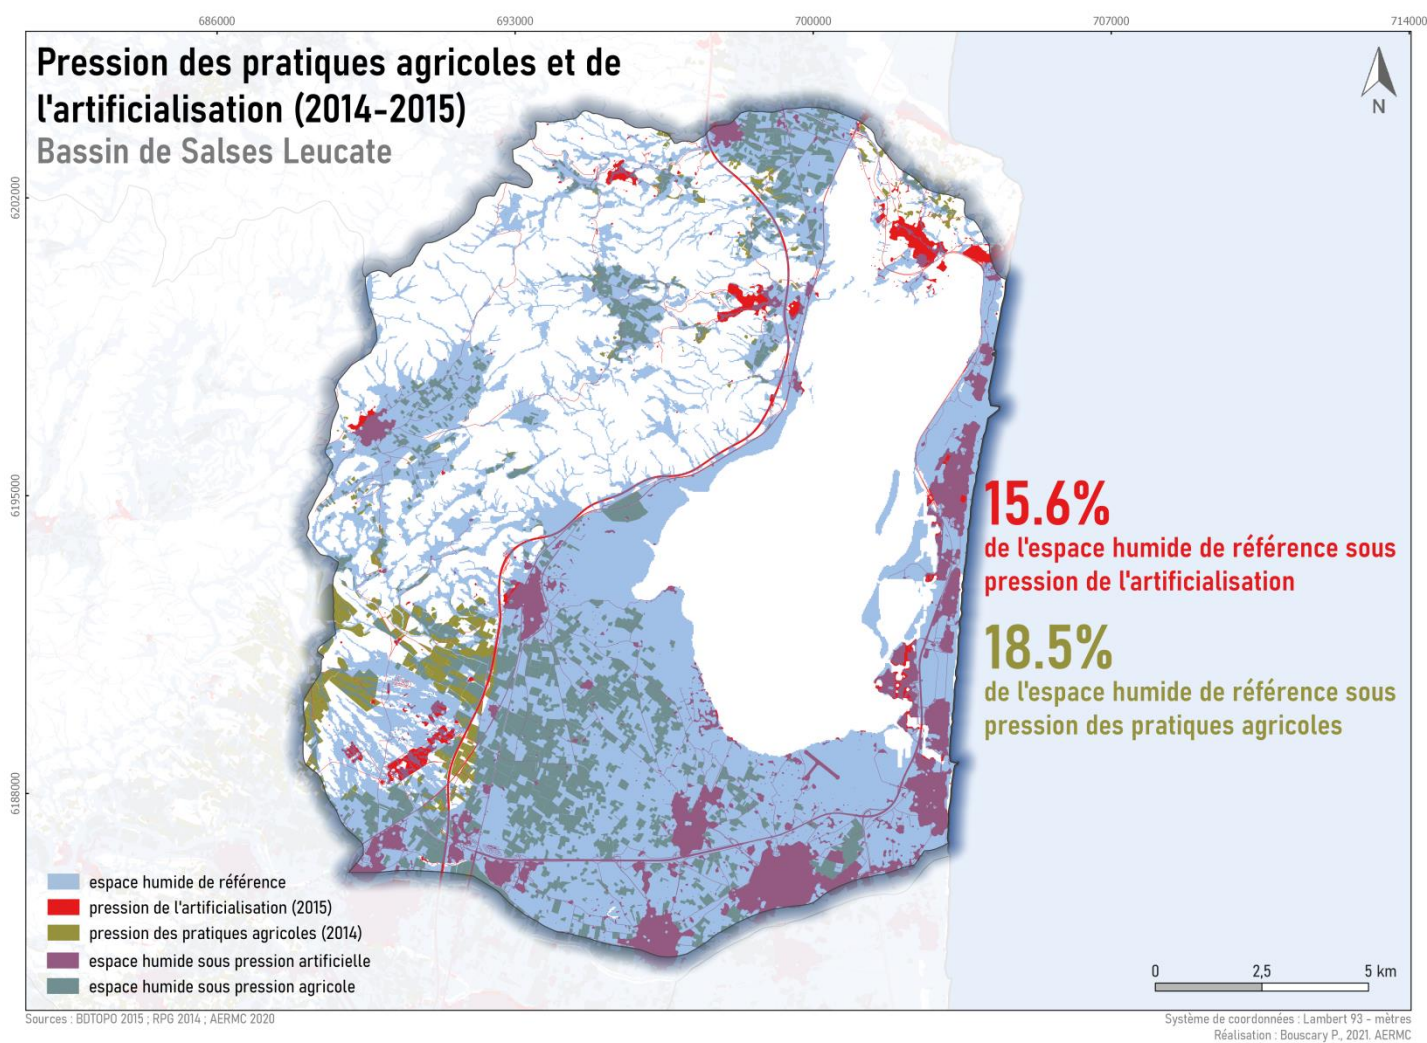 686000
693000
700000
707000
714000
Pression des pratiques agricoles et de
l'artificialisation (2014-2015)
Bassin de Salses Leucate
N
6202000
6195000
6188000
15.6%
de l'espace humide de référence sous
pression de l'artificialisation
18.5%
de l'espace humide de référence sous
pression des pratiques agricoles
espace humide de référence
pression de l'artificialisation (2015)
pression des pratiques agricoles (2014)
espace humide sous pression artificielle
espace humide sous pression agricole
0 2,5 5 km
Sources : BDTOPO 2015 ; RPG 2014 ; AERMC 2020
Système de coordonnées : Lambert 93 - mètres
Réalisation : Bouscary P., 2021. AERMC